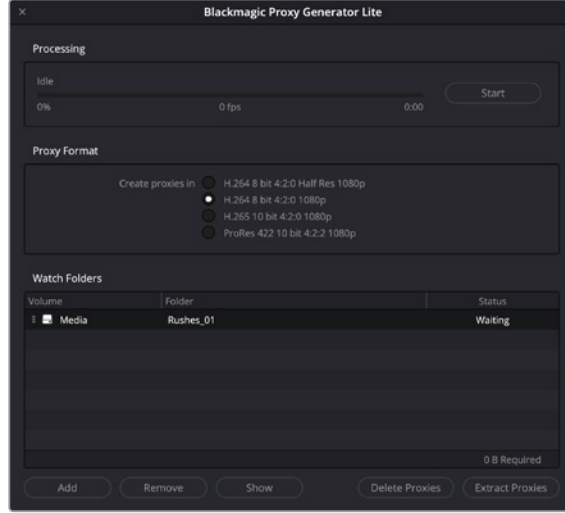 Blackmagic Proxy Generator Lite
Processing
Idle
Start
0% 0 fps 0:00
Proxy Format
Create proxies in H.264 8 bit 4:2:0 Half Res 1080p
H.264 8 bit 4:2:0 1080p
H.265 10 bit 4:2:0 1080p
ProRes 422 10 bit 4:2:2 1080p
Watch Folders
Volume Folder Status
Media Rushes_01 Waiting
0 B Required
Add Remove Show Delete Proxies Extract Proxies